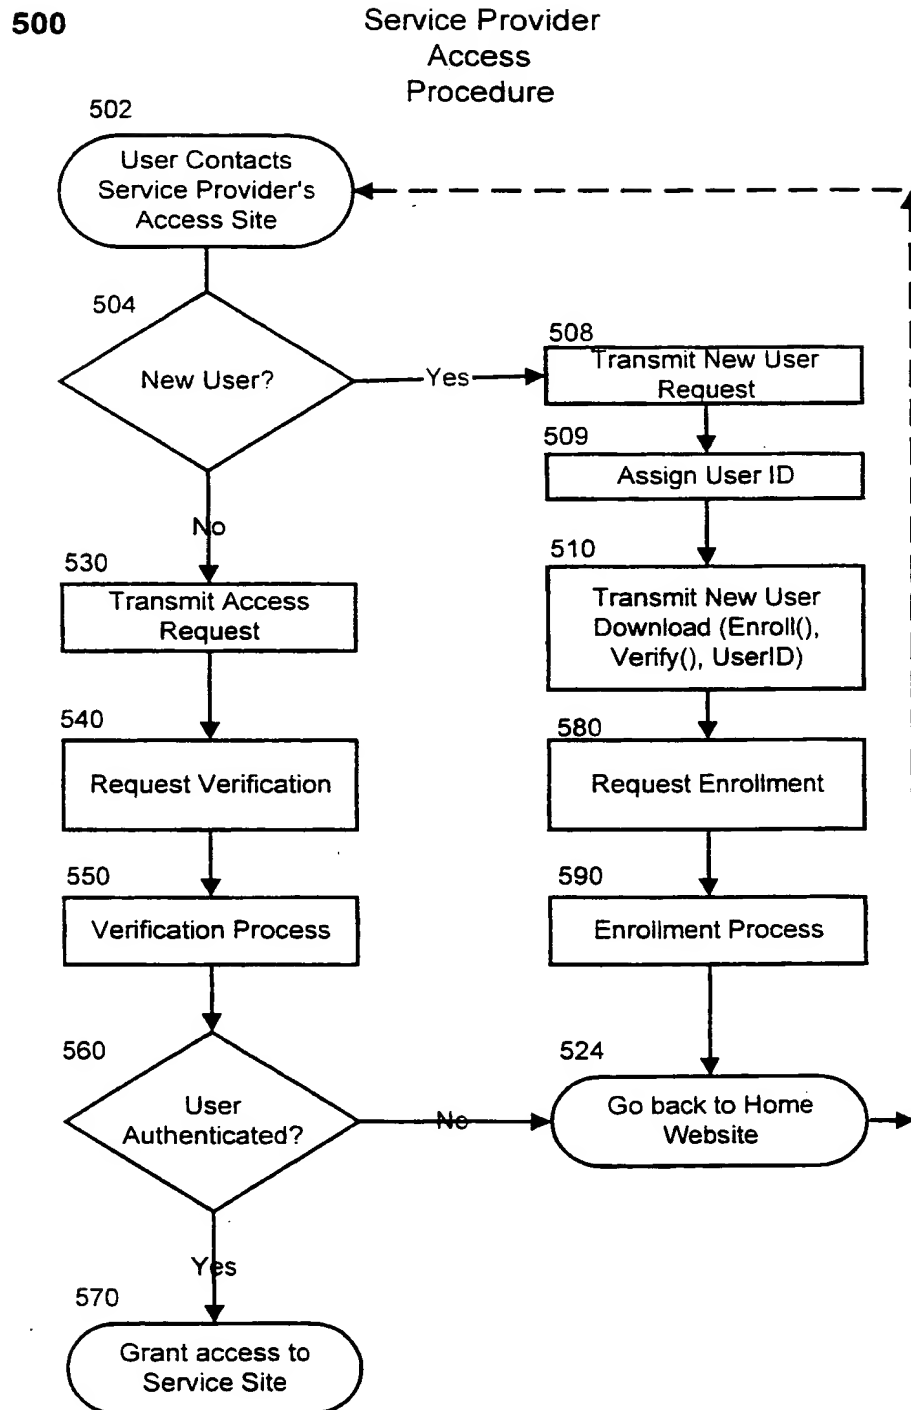 500
Service Provider
Access
Procedure
502
User Contacts
Service Provider's
Access Site
504
New User?
Yes
508
Transmit New User
Request
509
Assign User ID
No
510
Transmit New User
Download (Enroll(),
Verify(), UserID)
530
Transmit Access
Request
540
Request Verification
580
Request Enrollment
550
Verification Process
590
Enrollment Process
560
User
Authenticated?
No
524
Go back to Home
Website
Yes
570
Grant access to
Service Site